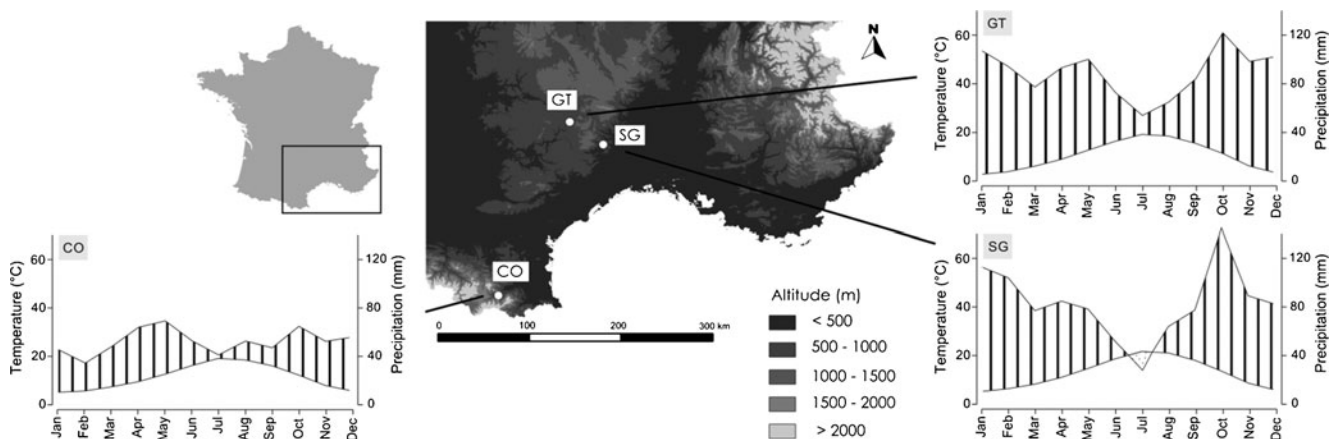 GT
Temperature (°C)
60
40
20
0
120
80
40
0
Precipitation (mm)
Jan
Feb
Mar
Apr
May
Jun
Jul
Aug
Sep
Oct
Nov
Dec
N
GT
SG
CO
Altitude (m)
< 500
500 - 1000
1000 - 1500
1500 - 2000
> 2000
0 100 200 300 km
CO
Temperature (°C)
60
40
20
0
120
80
40
0
Precipitation (mm)
Jan
Feb
Mar
Apr
May
Jun
Jul
Aug
Sep
Oct
Nov
Dec
SG
Temperature (°C)
60
40
20
0
120
80
40
0
Precipitation (mm)
Jan
Feb
Mar
Apr
May
Jun
Jul
Aug
Sep
Oct
Nov
Dec